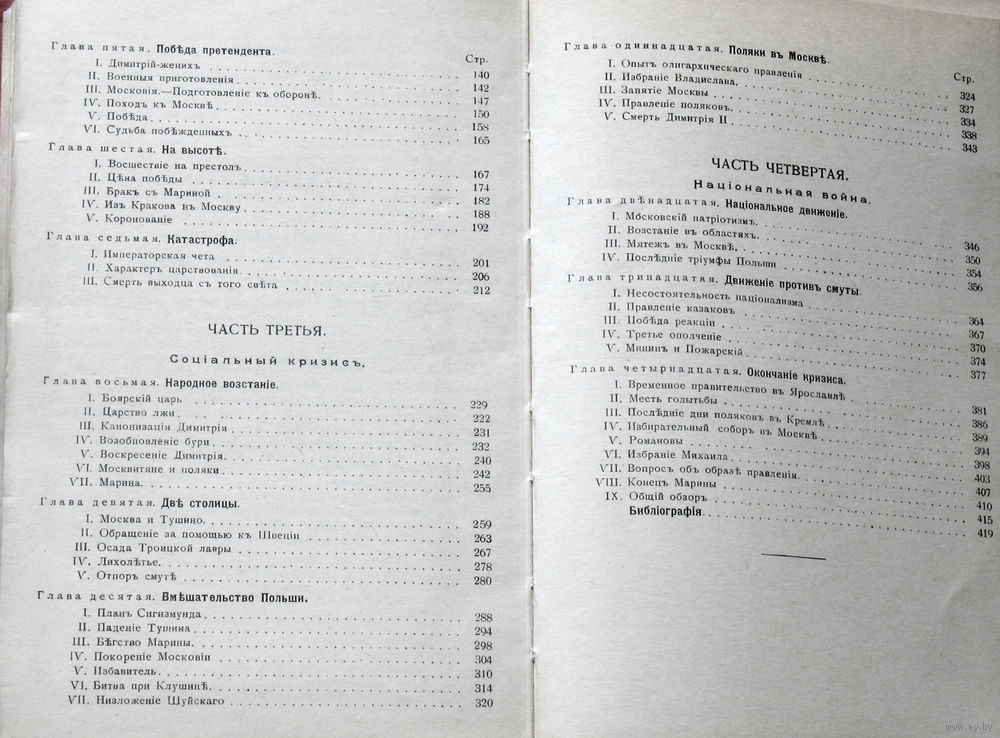 Глава пятая. Побѣда претендента.
Стр.
I. Димитрій-женихъ 140
II. Военныя приготовленія 142
III. Московія.—Подготовленіе къ оборонѣ. 147
IV. Походъ къ Москвѣ 150
V. Побѣда 158
VI. Судьба побѣжденныхъ 165
Глава шестая. На высотѣ.
I. Восшествіе на престолъ 167
II. Цѣна побѣды 174
III. Бракъ съ Мариной 182
IV. Изъ Кракова въ Москву 188
V. Коронованіе 192
Глава седьмая. Катастрофа.
I. Императорская чета 201
II. Характеръ царствованія 206
III. Смерть выходца съ того свѣта 212
ЧАСТЬ ТРЕТЬЯ.
Соціальный кризисъ.
Глава восьмая. Народное возстаніе.
I. Боярскій царь 229
II. Царство лжи 222
III. Канонизація Димитрія 231
IV. Возобновленіе бури 232
V. Воскресеніе Димитрія. 240
VI. Москвитяне и поляки 242
VII. Марина. 255
Глава девятая. Двѣ столицы.
I. Москва и Тушино. 259
II. Обращеніе за помощью къ Швеціи 263
III. Осада Троицкой лавры 267
IV. Лихолѣтье. 278
V. Отпоръ смутѣ 280
Глава десятая. Вмѣшательство Польши.
I. Планъ Сигизмунда 288
II. Паденіе Тушина 294
III. Бѣгство Марины. 298
IV. Покореніе Московіи 304
V. Избавитель. 310
VI. Битва при Клушинѣ. 314
VII. Низложеніе Шуйскаго 320
Глава одиннадцатая. Поляки въ Москвѣ.
Стр.
I. Опытъ олигархическаго правленія 324
II. Избраніе Владислава. 327
III. Занятіе Москвы 334
IV. Правленіе поляковъ. 338
V. Смерть Димитрія II 343
ЧАСТЬ ЧЕТВЕРТАЯ.
Національная война.
Глава двѣнадцатая. Національное движеніе.
I. Московскій патріотизмъ. 346
II. Возстаніе въ областяхъ. 350
III. Мятежъ въ Москвѣ. 354
IV. Послѣдніе тріумфы Польши 356
Глава тринадцатая. Движеніе противъ смуты.
I. Несостоятельность націонализма 364
II. Правленіе казаковъ 367
III. Побѣда реакціи 370
IV. Третье ополченіе 374
V. Мининъ и Пожарскій 377
Глава четырнадцатая. Окончаніе кризиса.
I. Временное правительство въ Ярославлѣ 381
II. Месть голытьбы 386
III. Послѣдніе дни поляковъ въ Кремлѣ 389
IV. Избирательный соборъ въ Москвѣ 394
V. Романовы 398
VI. Избраніе Михаила 403
VII. Вопросъ объ образѣ правленія. 407
VIII. Конецъ Марины 410
IX. Общій обзоръ 415
Библіографія. 419
www.ay.by